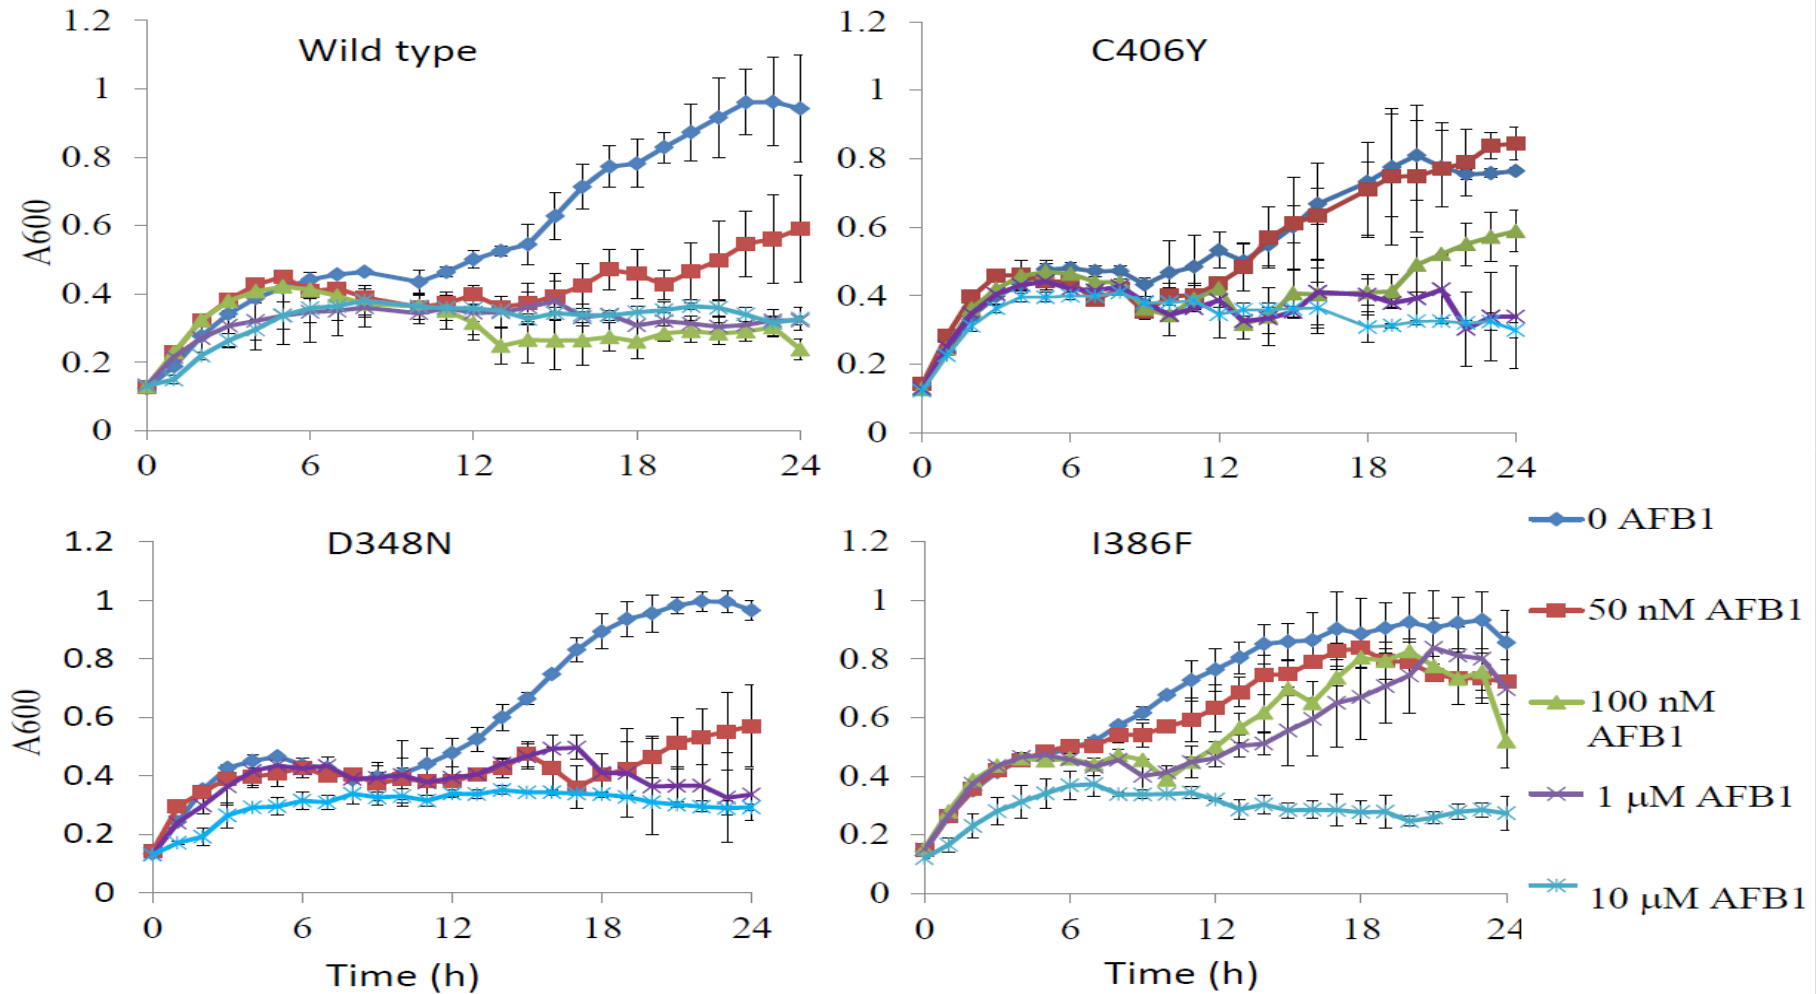 Wild type
A600
1.2
1
0.8
0.6
0.4
0.2
0
0 6 12 18 24
C406Y
1.2
1
0.8
0.6
0.4
0.2
0
0 6 12 18 24
D348N
A600
1.2
1
0.8
0.6
0.4
0.2
0
0 6 12 18 24
Time (h)
I386F
1.2
1
0.8
0.6
0.4
0.2
0
0 6 12 18 24
Time (h)
0 AFB1
50 nM AFB1
100 nM
AFB1
1 μM AFB1
10 μM AFB1